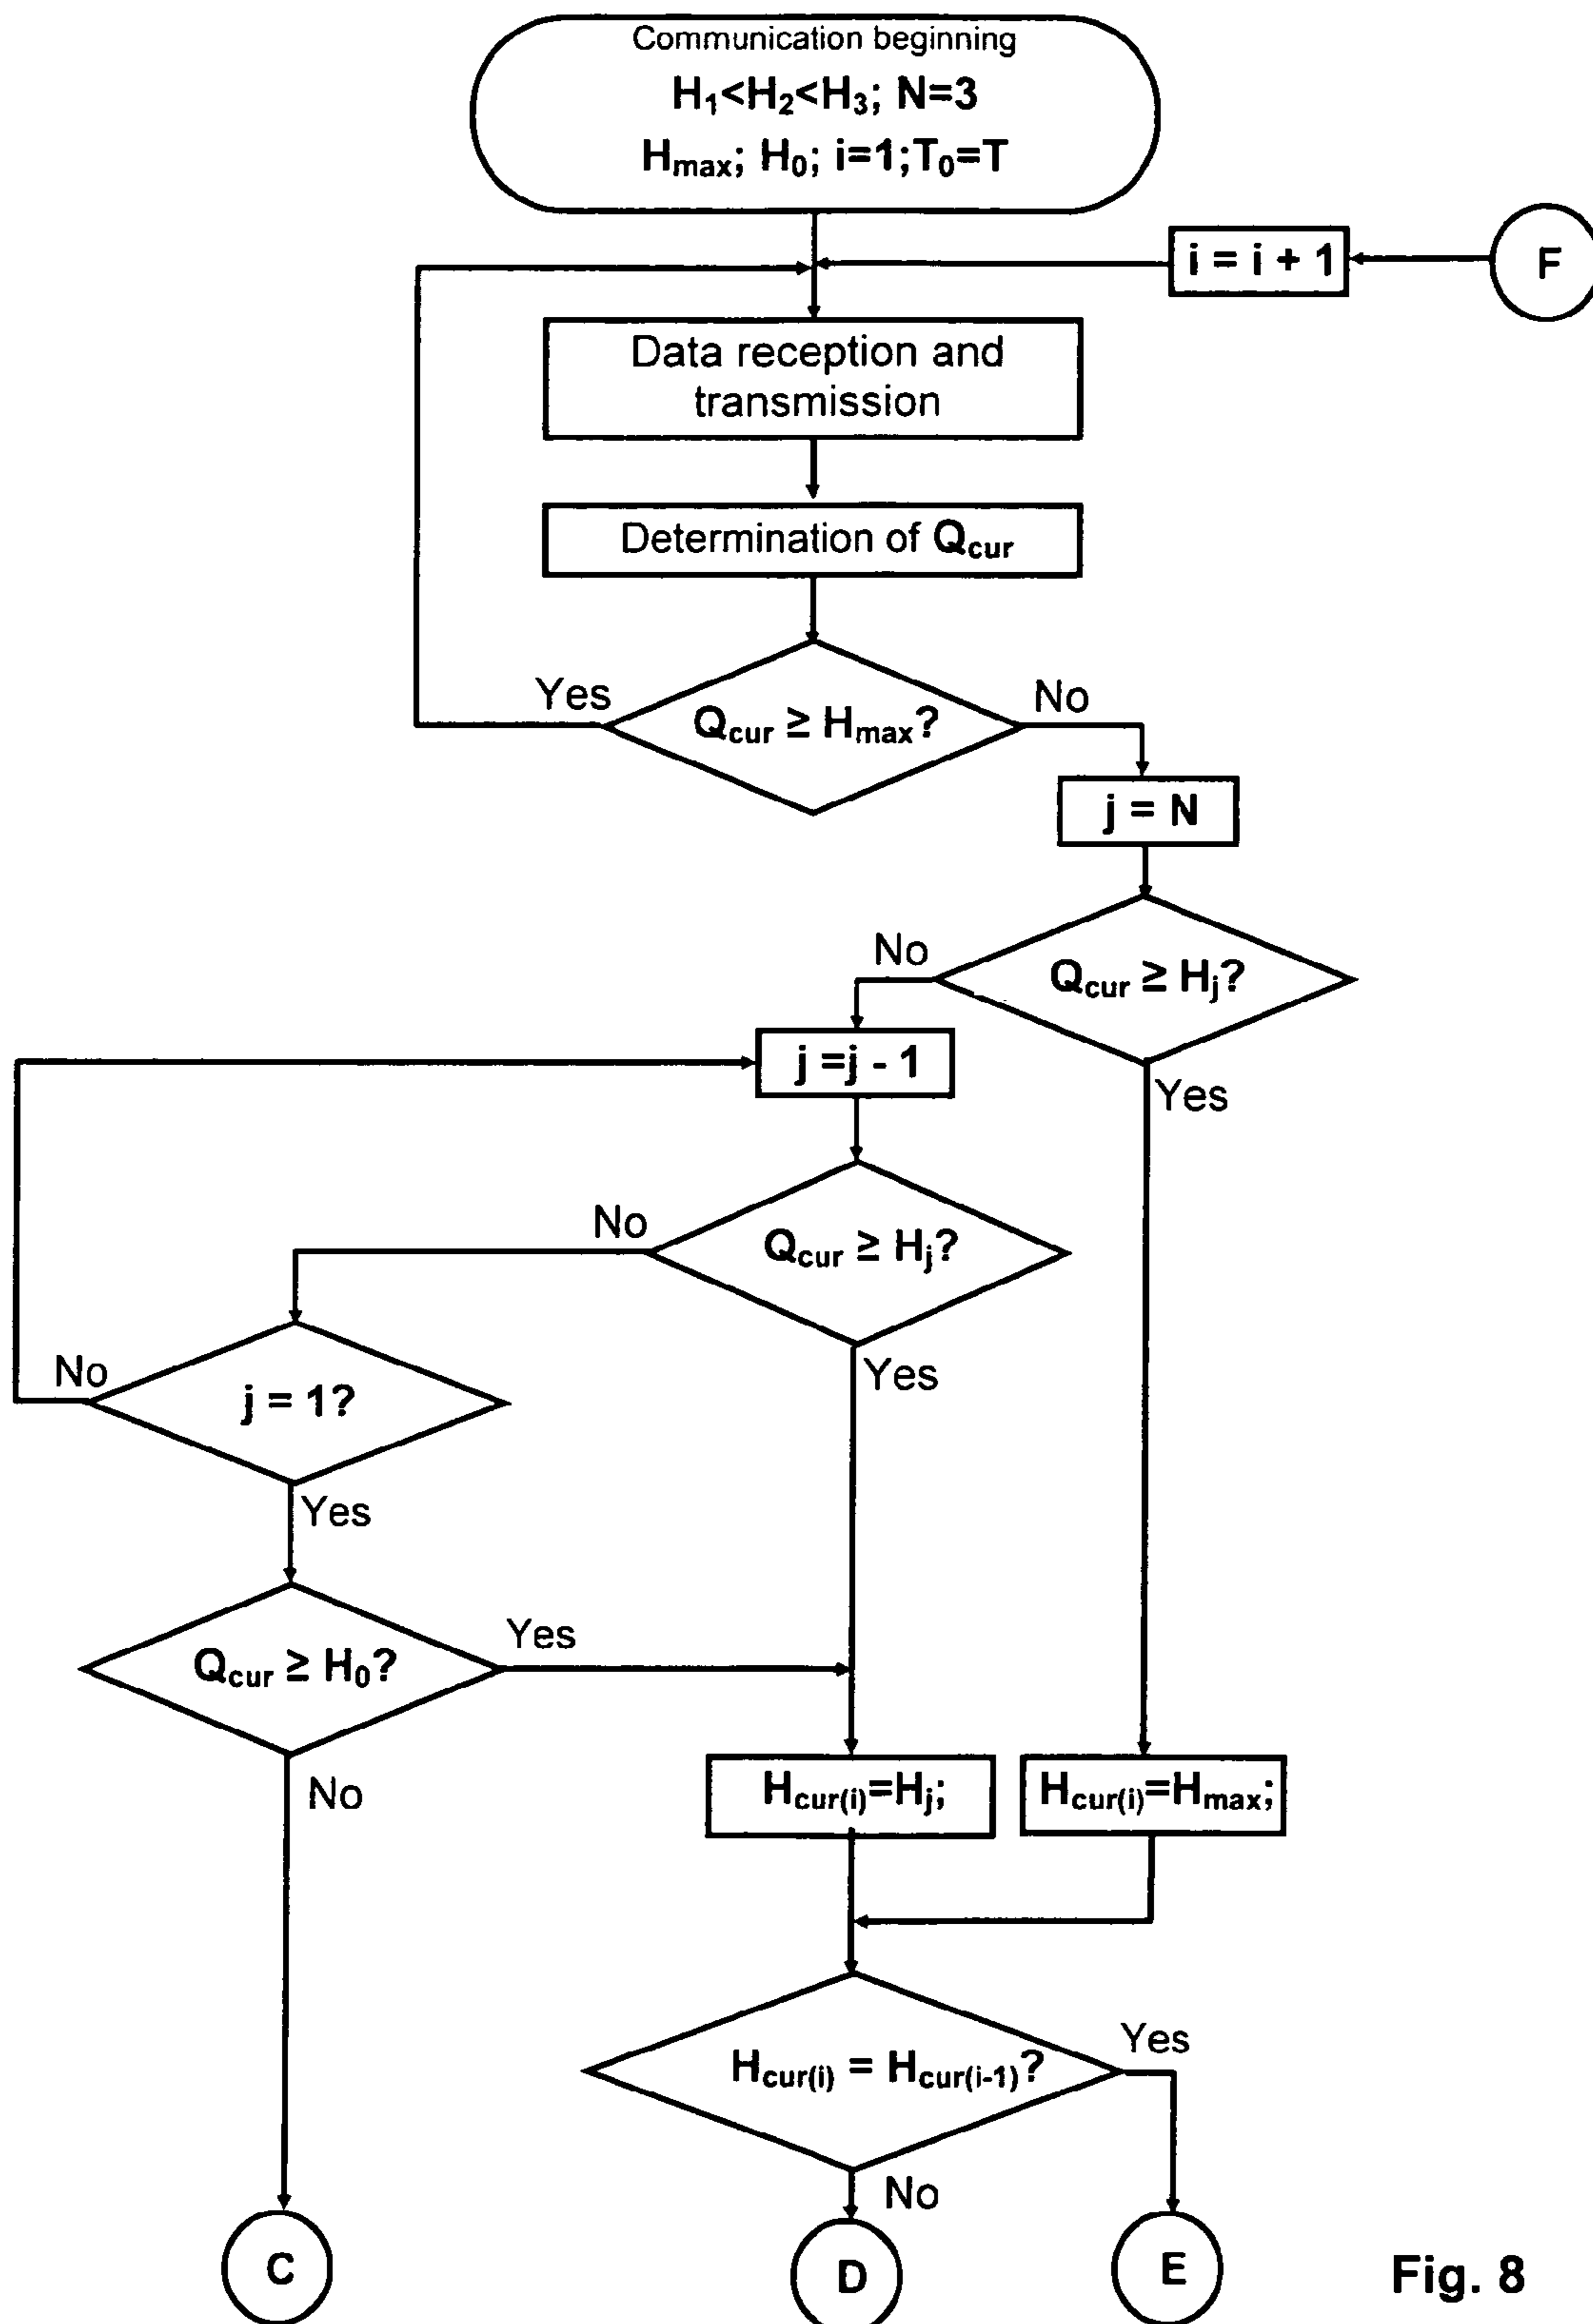 Communication beginning
H₁<H₂<H₃; N=3
Hmax; H₀; i=1;T₀=T
i = i + 1
F
Data reception and
transmission
Determination of Qcur
Yes
No
Qcur ≥ Hmax?
j = N
No
Qcur ≥ Hj?
j =j - 1
Yes
No
Qcur ≥ Hj?
No
Yes
j = 1?
Yes
Yes
Qcur ≥ H₀?
No
Hcur(i)=Hj;
Hcur(i)=Hmax;
Yes
Hcur(i) = Hcur(i-1)?
No
C
D
E
Fig. 8